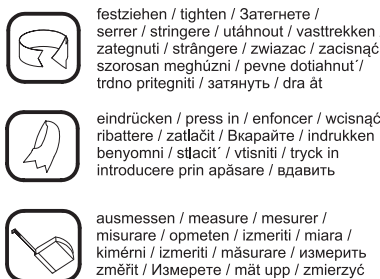 festziehen / tighten / Затегнете /
serrer / stringere / utáhnout / vasttrekken /
zategnuti / strângere / zwiazac / zacisnąć
szorosan meghúzni / pevne dotiahnut´/
trdno pritegniti / затянуть / dra åt
eindrücken / press in / enfoncer / wcisnąć
ribattere / zatlačit / Вкарайте / indrukken
benyomni / stlacit´ / vtisniti / tryck in
introducere prin apăsare / вдавить
ausmessen / measure / mesurer /
misurare / opmeten / izmeriti / miara /
kimérni / izmeriti / măsurare / измерить
změřit / Измерете / mät upp / zmierzyć